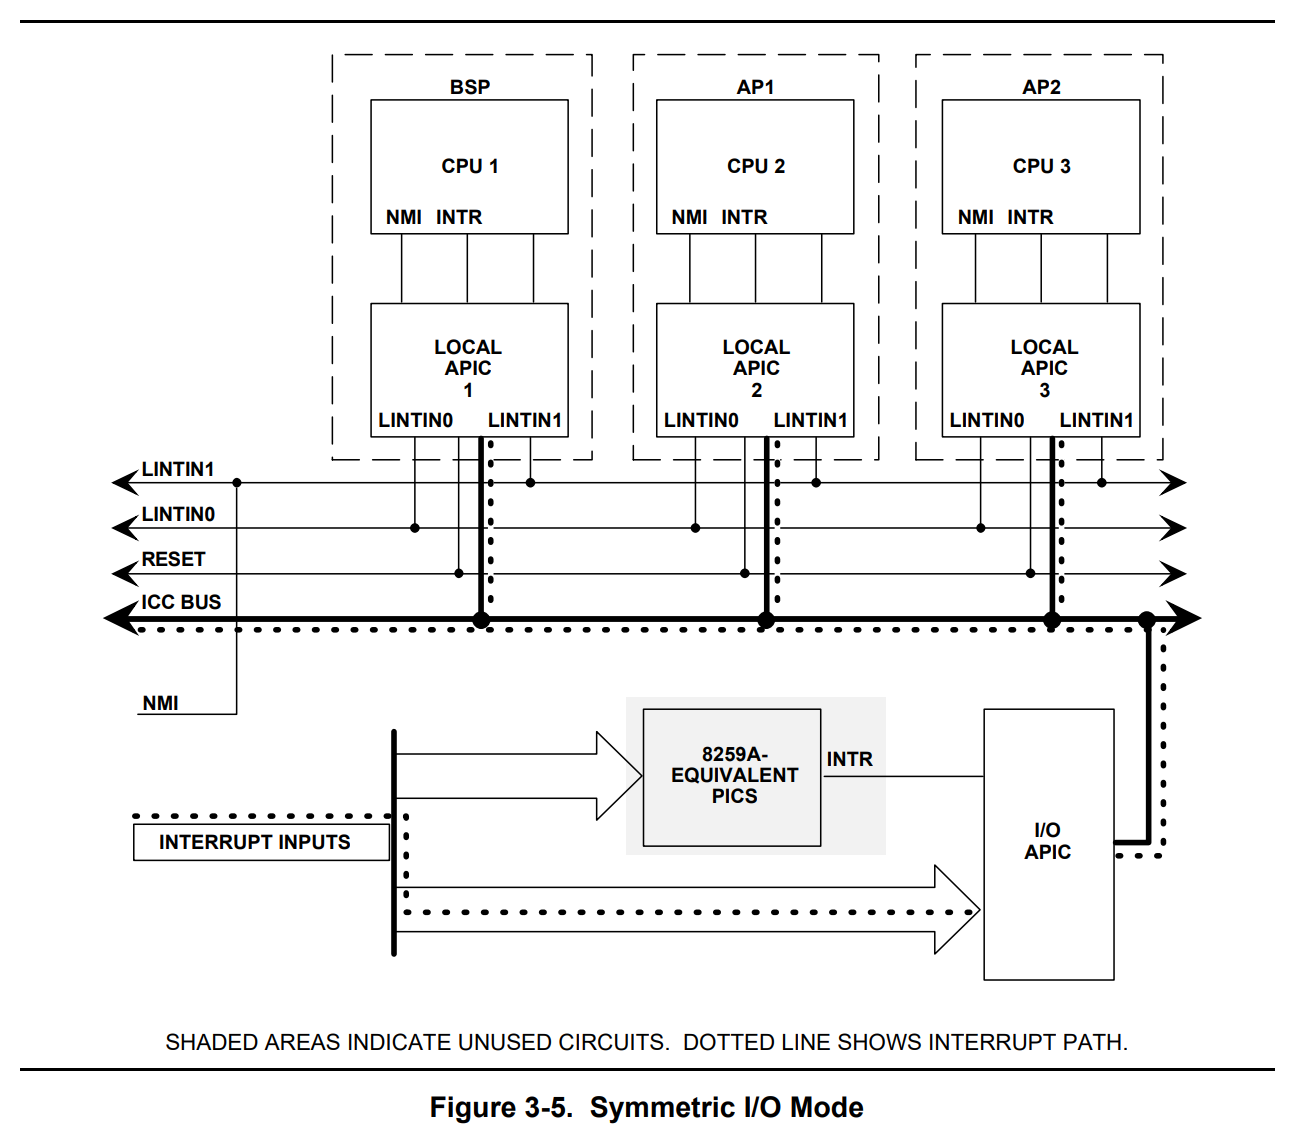 BSP AP1 AP2
CPU 1 CPU 2 CPU 3
NMI INTR NMI INTR NMI INTR
LOCAL APIC 1
LOCAL APIC 2
LOCAL APIC 3
LINTIN0 LINTIN1 LINTIN0 LINTIN1 LINTIN0 LINTIN1
LINTIN1
LINTIN0
RESET
ICC BUS
NMI
8259A-
EQUIVALENT
PICS
INTR
INTERRUPT INPUTS
I/O
APIC
SHADED AREAS INDICATE UNUSED CIRCUITS. DOTTED LINE SHOWS INTERRUPT PATH.
Figure 3-5. Symmetric I/O Mode